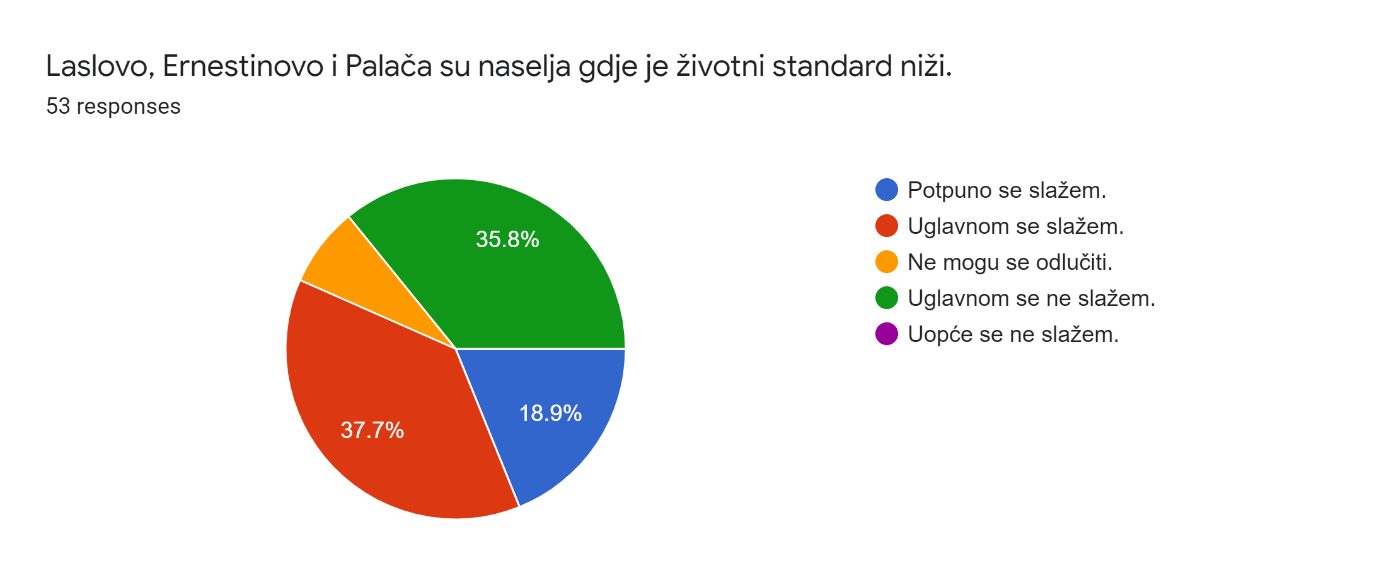 Laslovo, Ernestinovo i Palača su naselja gdje je životni standard niži.
53 responses
35.8%
18.9%
37.7%
Potpuno se slažem.
Uglavnom se slažem.
Ne mogu se odlučiti.
Uglavnom se ne slažem.
Uopće se ne slažem.